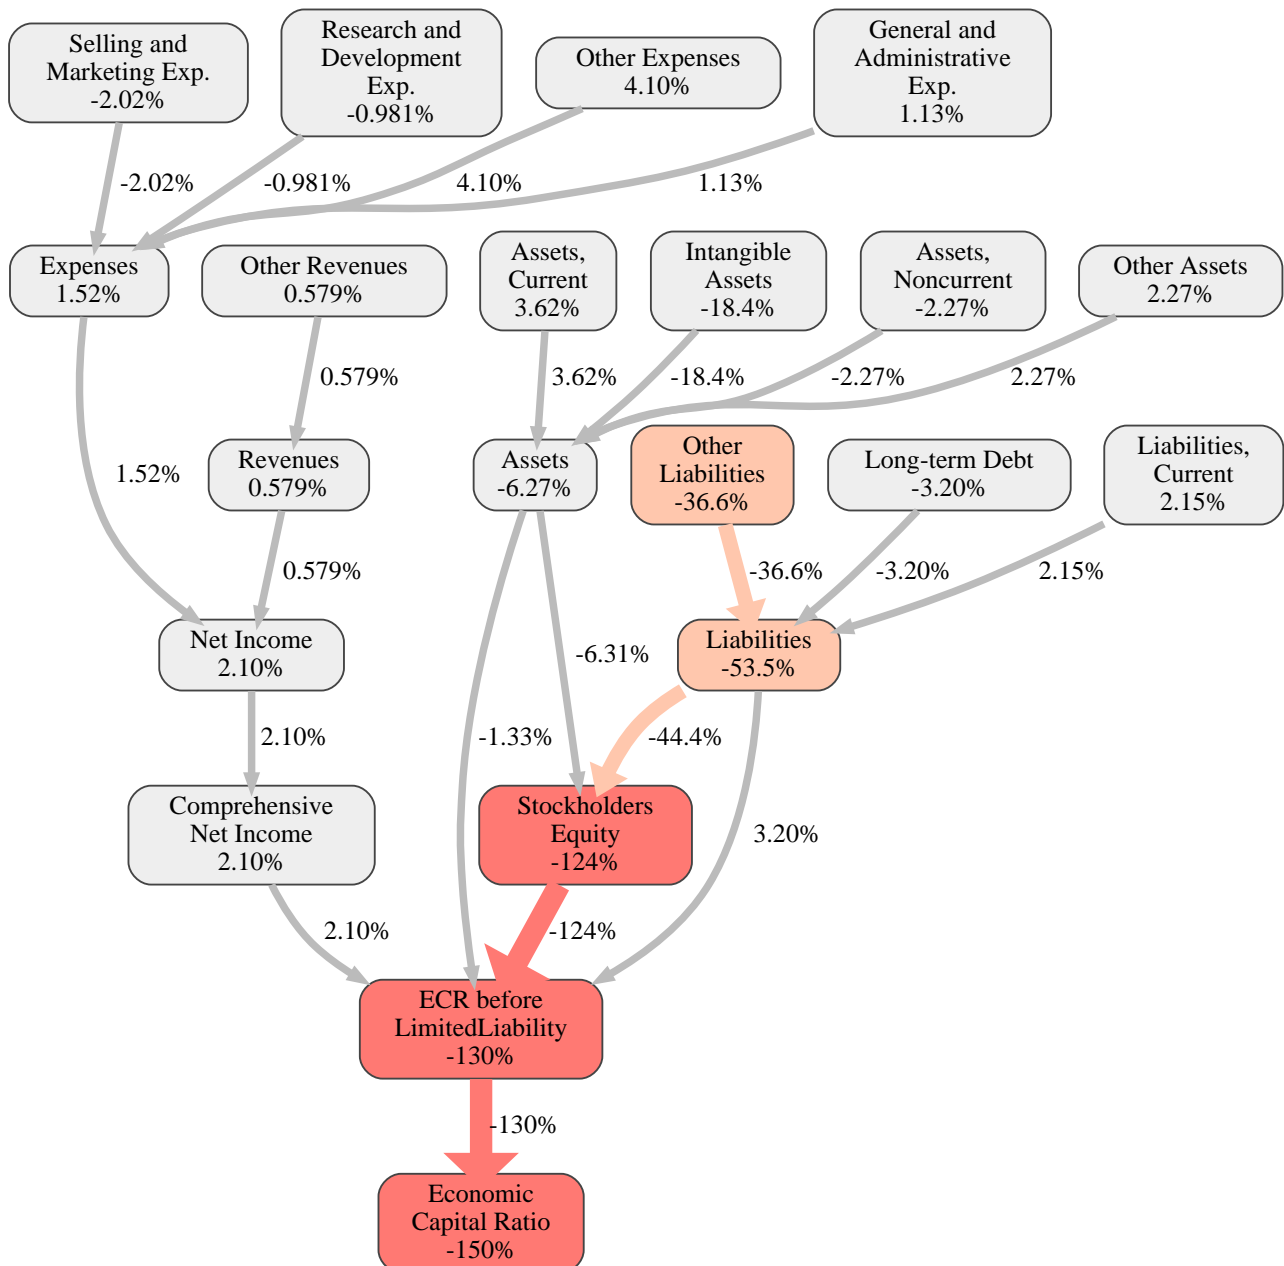 Selling and
Marketing Exp.
-2.02%
Research and
Development
Exp.
-0.981%
Other Expenses
4.10%
General and
Administrative
Exp.
1.13%
-2.02%
-0.981%
4.10%
1.13%
Expenses
1.52%
Other Revenues
0.579%
Assets,
Current
3.62%
Intangible
Assets
-18.4%
Assets,
Noncurrent
-2.27%
Other Assets
2.27%
0.579%
3.62%
-18.4%
-2.27%
2.27%
1.52%
Revenues
0.579%
Assets
-6.27%
Other
Liabilities
-36.6%
Long-term Debt
-3.20%
Liabilities,
Current
2.15%
0.579%
-36.6%
-3.20%
2.15%
Net Income
2.10%
-6.31%
Liabilities
-53.5%
2.10%
-1.33%
-44.4%
Comprehensive
Net Income
2.10%
Stockholders
Equity
-124%
3.20%
2.10%
-124%
ECR before
LimitedLiability
-130%
-130%
Economic
Capital Ratio
-150%